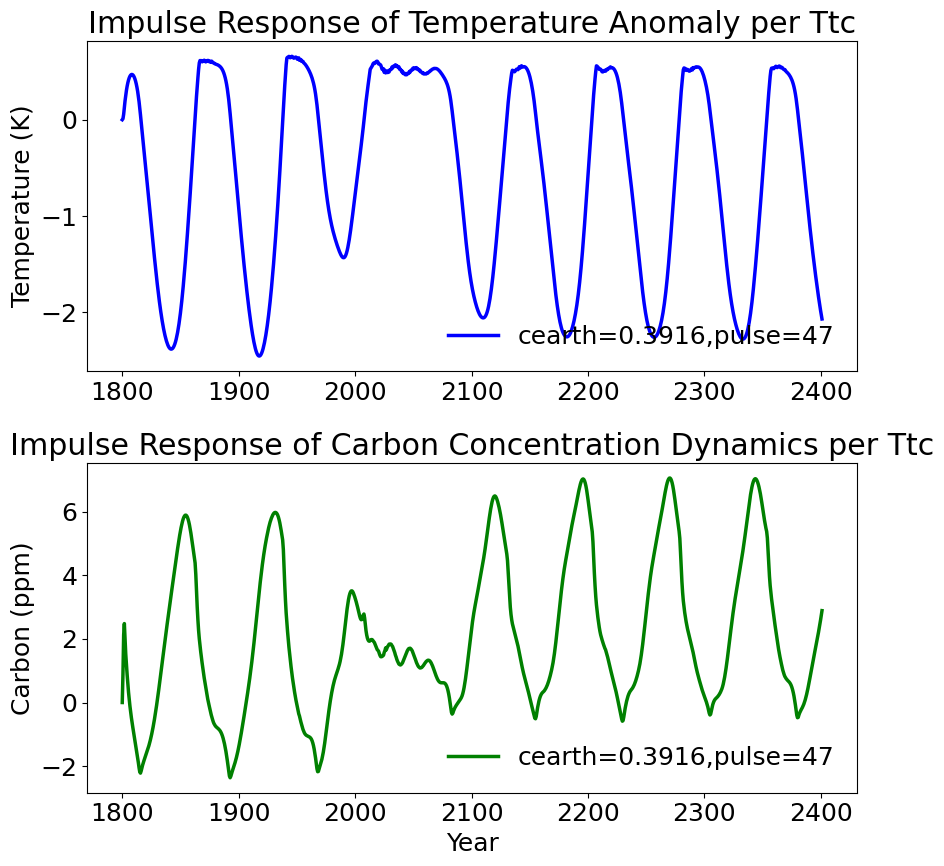 Impulse Response of Temperature Anomaly per Ttc
Temperature (K)
0
−1
−2
cearth=0.3916,pulse=47
1800 1900 2000 2100 2200 2300 2400
Impulse Response of Carbon Concentration Dynamics per Ttc
Carbon (ppm)
6
4
2
0
−2
cearth=0.3916,pulse=47
1800 1900 2000 2100 2200 2300 2400
Year